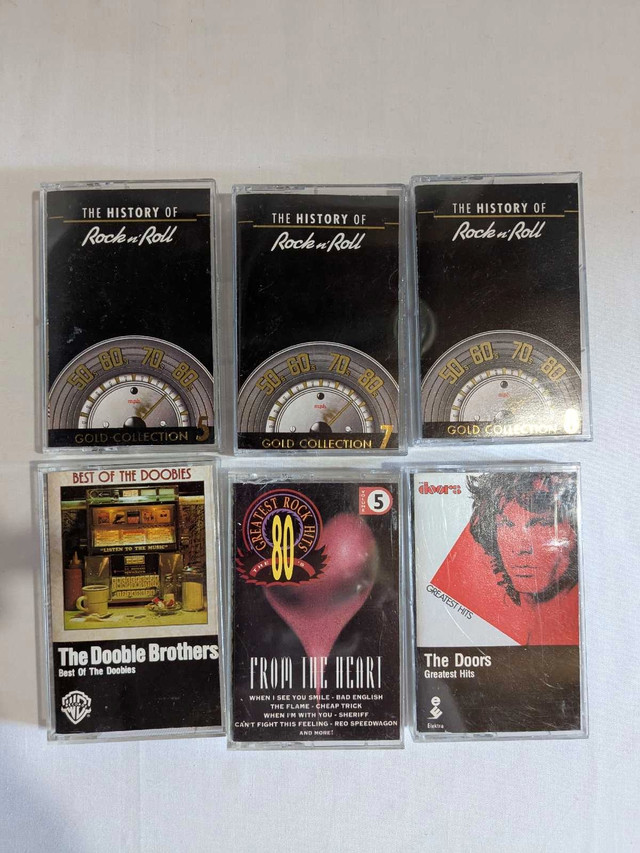 THE HISTORY OF
Rock n' Roll
50 60 70 80
mph
GOLD COLLECTION 5
THE HISTORY OF
Rock n' Roll
50 60 70 80
mph
GOLD COLLECTION 7
THE HISTORY OF
Rock n' Roll
50 60 70 80
GOLD COLLECTION
BEST OF THE DOOBIES
"LISTEN TO THE MUSIC"
The Doobie Brothers
Best Of The Doobies
GREATEST ROCK HITS
THE 80's
5
FROM THE HEART
WHEN I SEE YOU SMILE - BAD ENGLISH
THE FLAME - CHEAP TRICK
WHEN I'M WITH YOU - SHERIFF
CAN'T FIGHT THIS FEELING - REO SPEEDWAGON
AND MORE!
the doors
GREATEST HITS
The Doors
Greatest Hits
Elektra